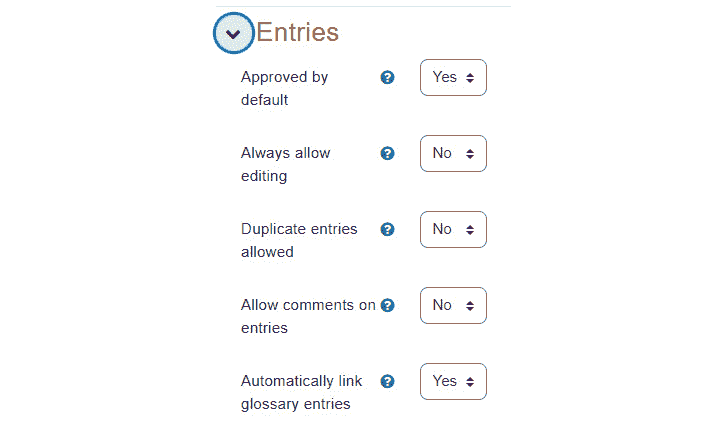 Entries
Approved by
default
Yes
Always allow
editing
No
Duplicate entries
allowed
No
Allow comments on
entries
No
Automatically link
glossary entries
Yes